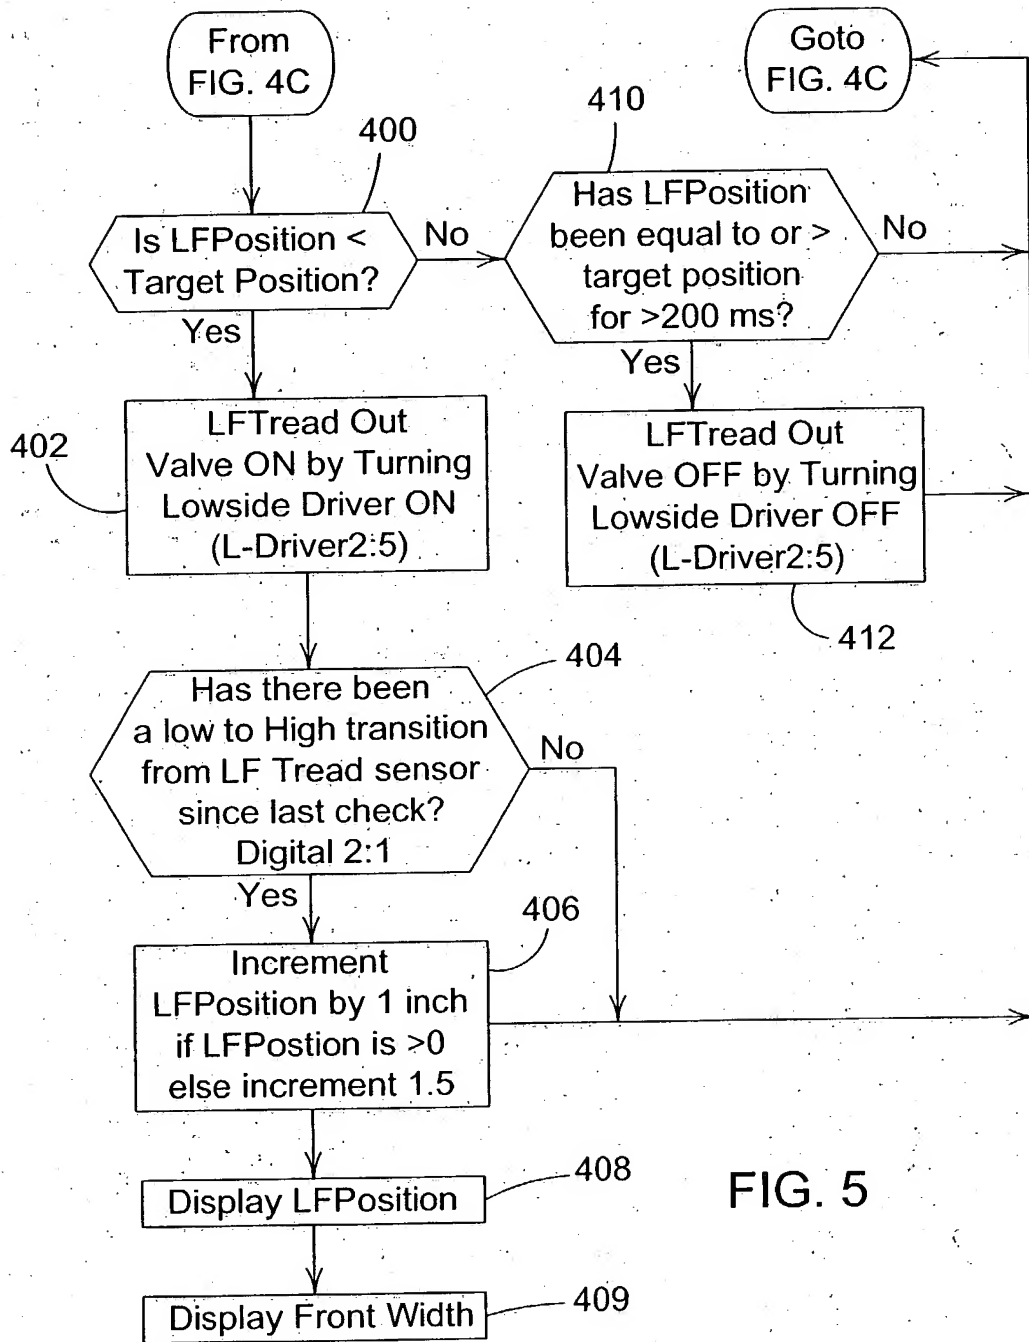 From
FIG. 4C
Goto
FIG. 4C
400
410
Is LFPosition <
Target Position?
No
Has LFPosition
been equal to or >
target position
for >200 ms?
No
Yes
Yes
402
LFTread Out
Valve ON by Turning
Lowside Driver ON
(L-Driver2:5)
LFTread Out
Valve OFF by Turning
Lowside Driver OFF
(L-Driver2:5)
412
404
Has there been
a low to High transition
from LF Tread sensor
since last check?
Digital 2:1
No
Yes
406
Increment
LFPosition by 1 inch
if LFPostion is >0
else increment 1.5
Display LFPosition
408
Display Front Width
409
FIG. 5